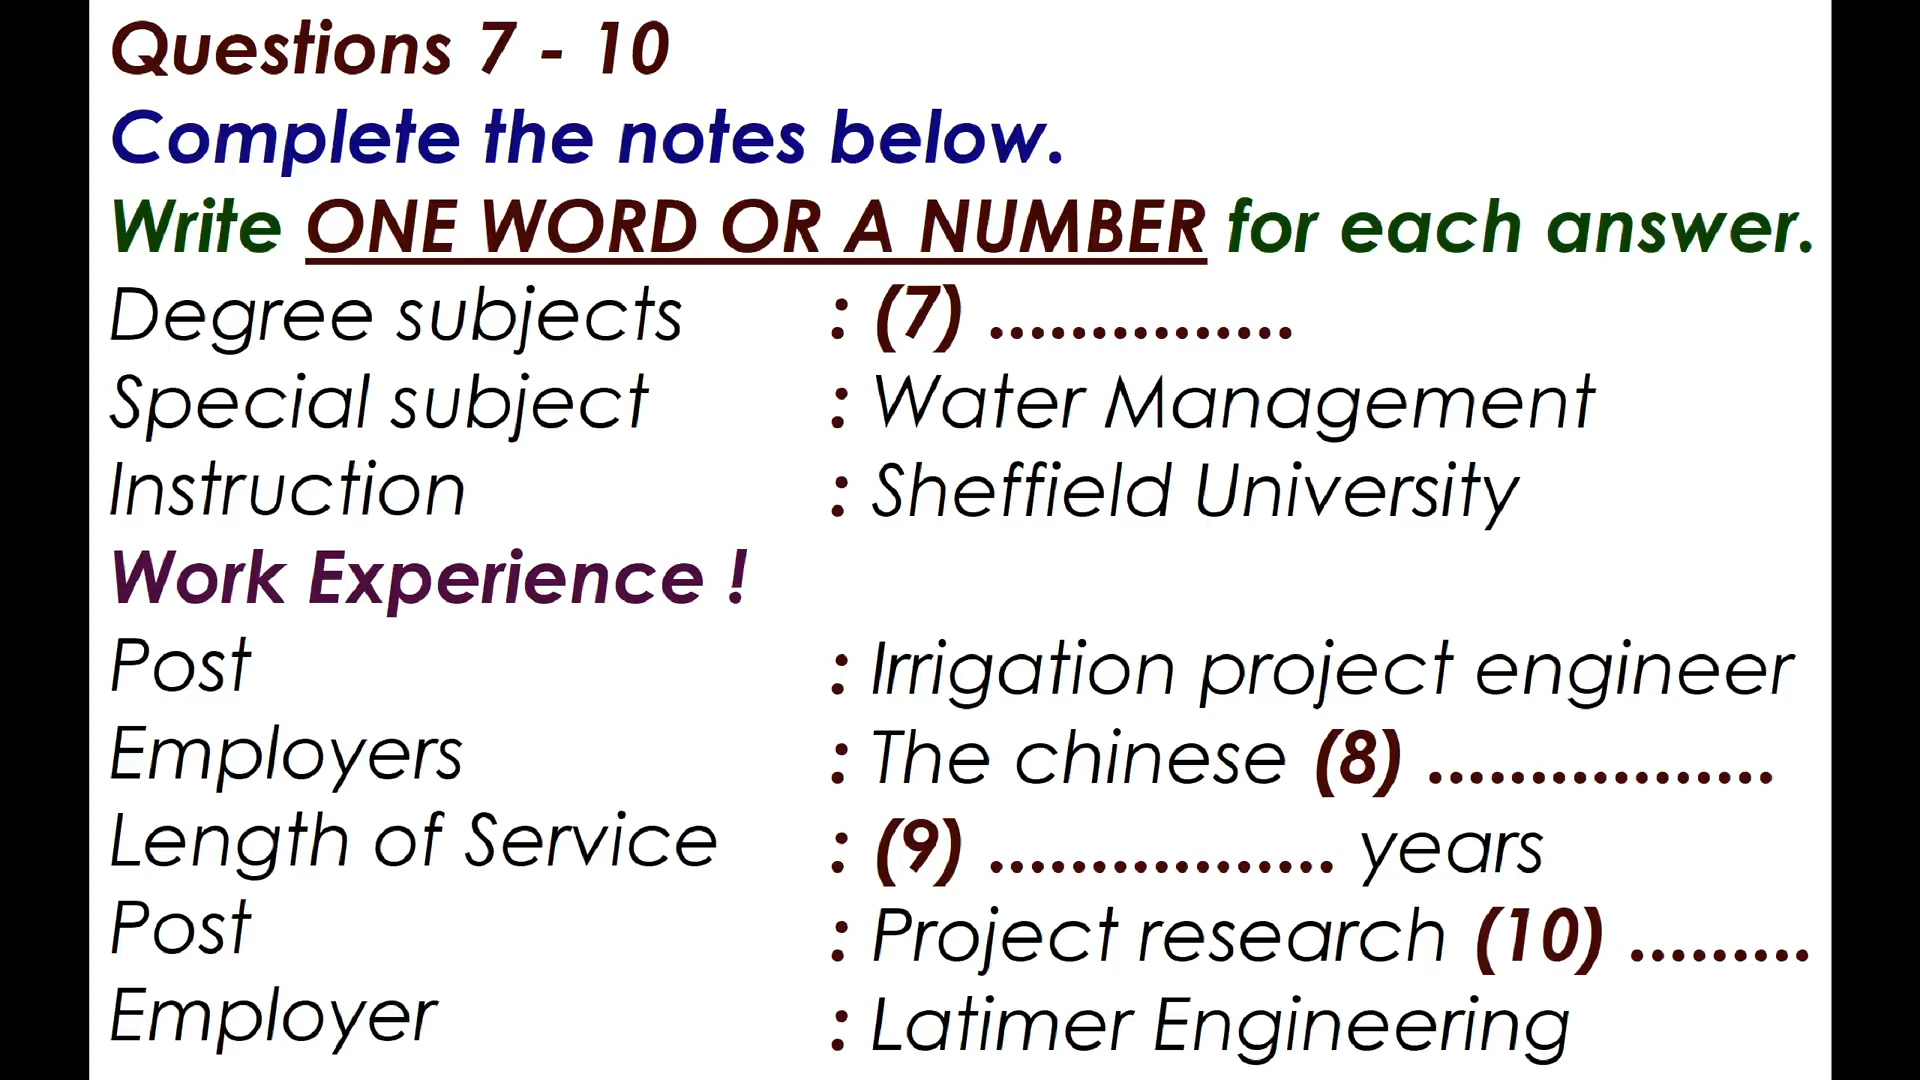 Questions 7 - 10
Complete the notes below.
Write ONE WORD OR A NUMBER for each answer.
Degree subjects : (7) ...............
Special subject : Water Management
Instruction : Sheffield University
Work Experience !
Post : Irrigation project engineer
Employers : The chinese (8) .................
Length of Service : (9) ................. years
Post : Project research (10) .........
Employer : Latimer Engineering